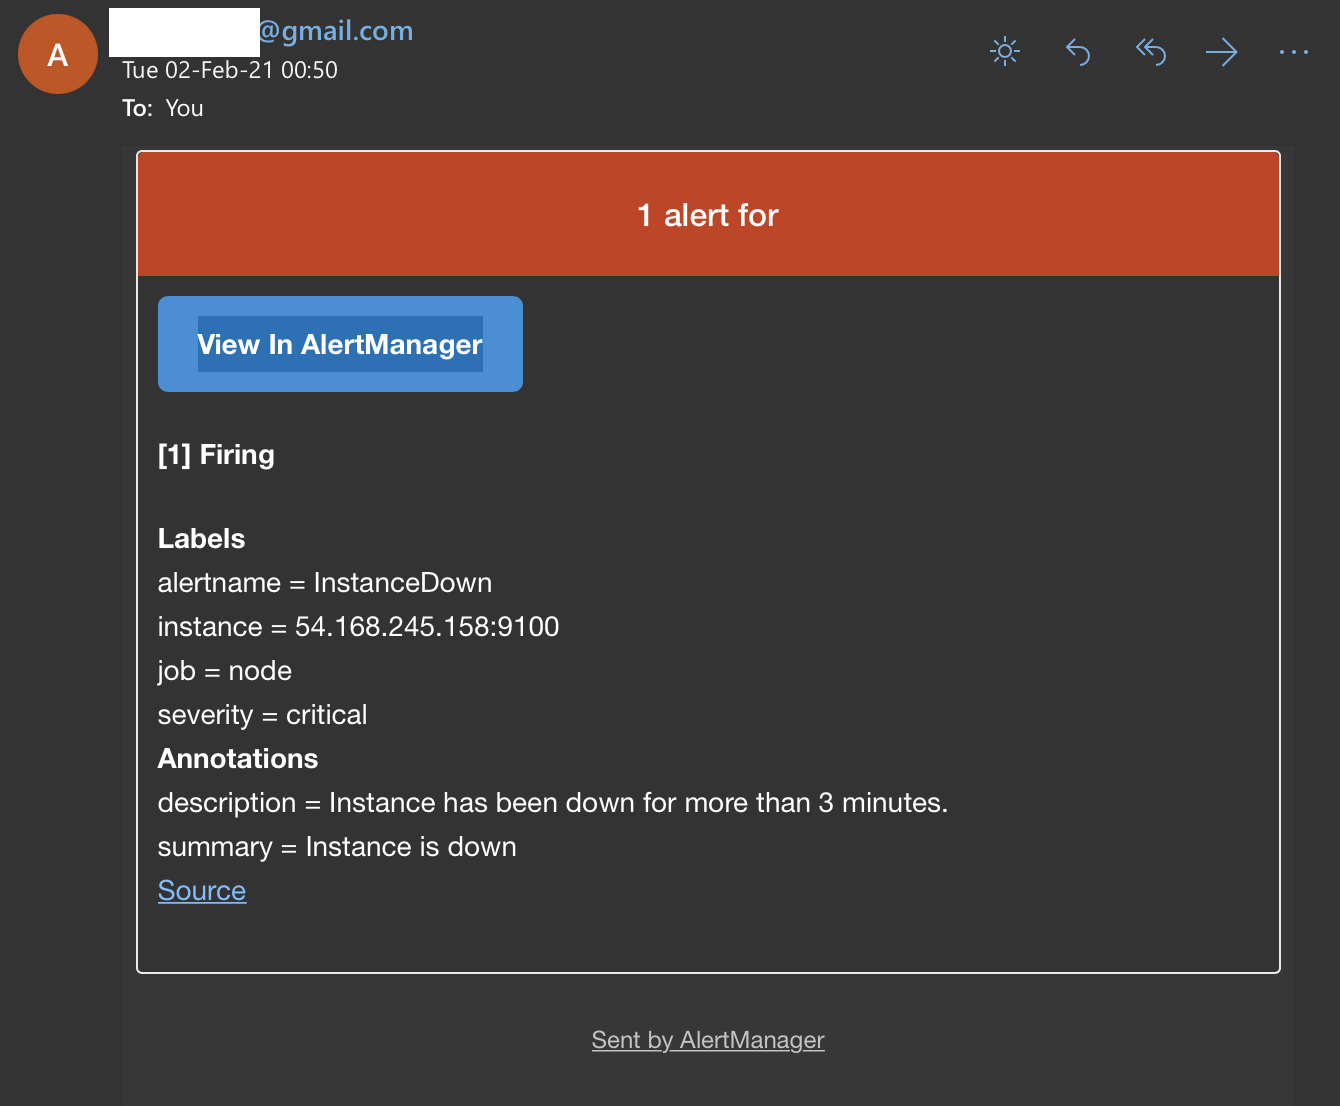 A
@gmail.com
Tue 02-Feb-21 00:50
To: You
1 alert for
View In AlertManager
[1] Firing
Labels
alertname = InstanceDown
instance = 54.168.245.158:9100
job = node
severity = critical
Annotations
description = Instance has been down for more than 3 minutes.
summary = Instance is down
Source
Sent by AlertManager